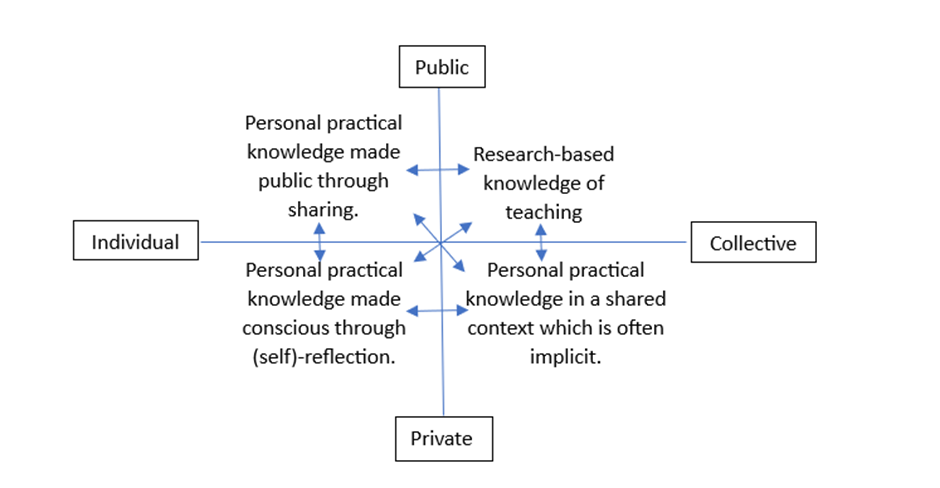 Public
Personal practical
knowledge made
public through
sharing.
Research-based
knowledge of
teaching
Individual
Collective
Personal practical
knowledge made
conscious through
(self)-reflection.
Personal practical
knowledge in a shared
context which is often
implicit.
Private